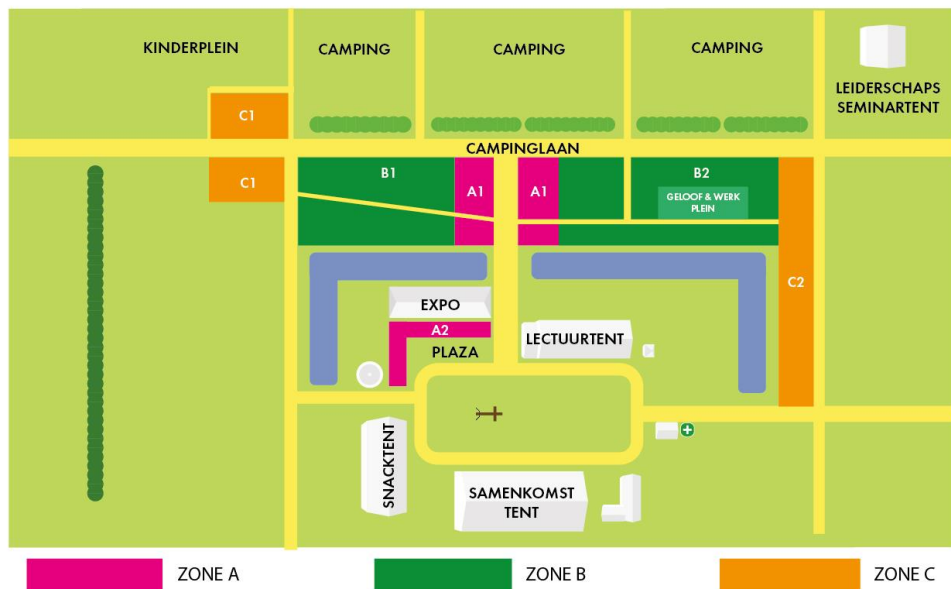 KINDERPLEIN
CAMPING
CAMPING
CAMPING
LEIDERSCHAPS
SEMINARTENT
C1
CAMPINGLAAN
C1
B1
A1
A1
B2
GELOOF & WERK
PLEIN
C2
EXPO
A2
PLAZA
LECTUURTENT
SNACKTENT
SAMENKOMST
TENT
ZONE A
ZONE B
ZONE C